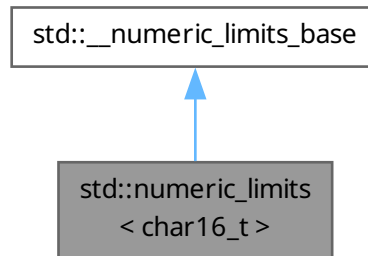 std::__numeric_limits_base
std::numeric_limits
< char16_t >